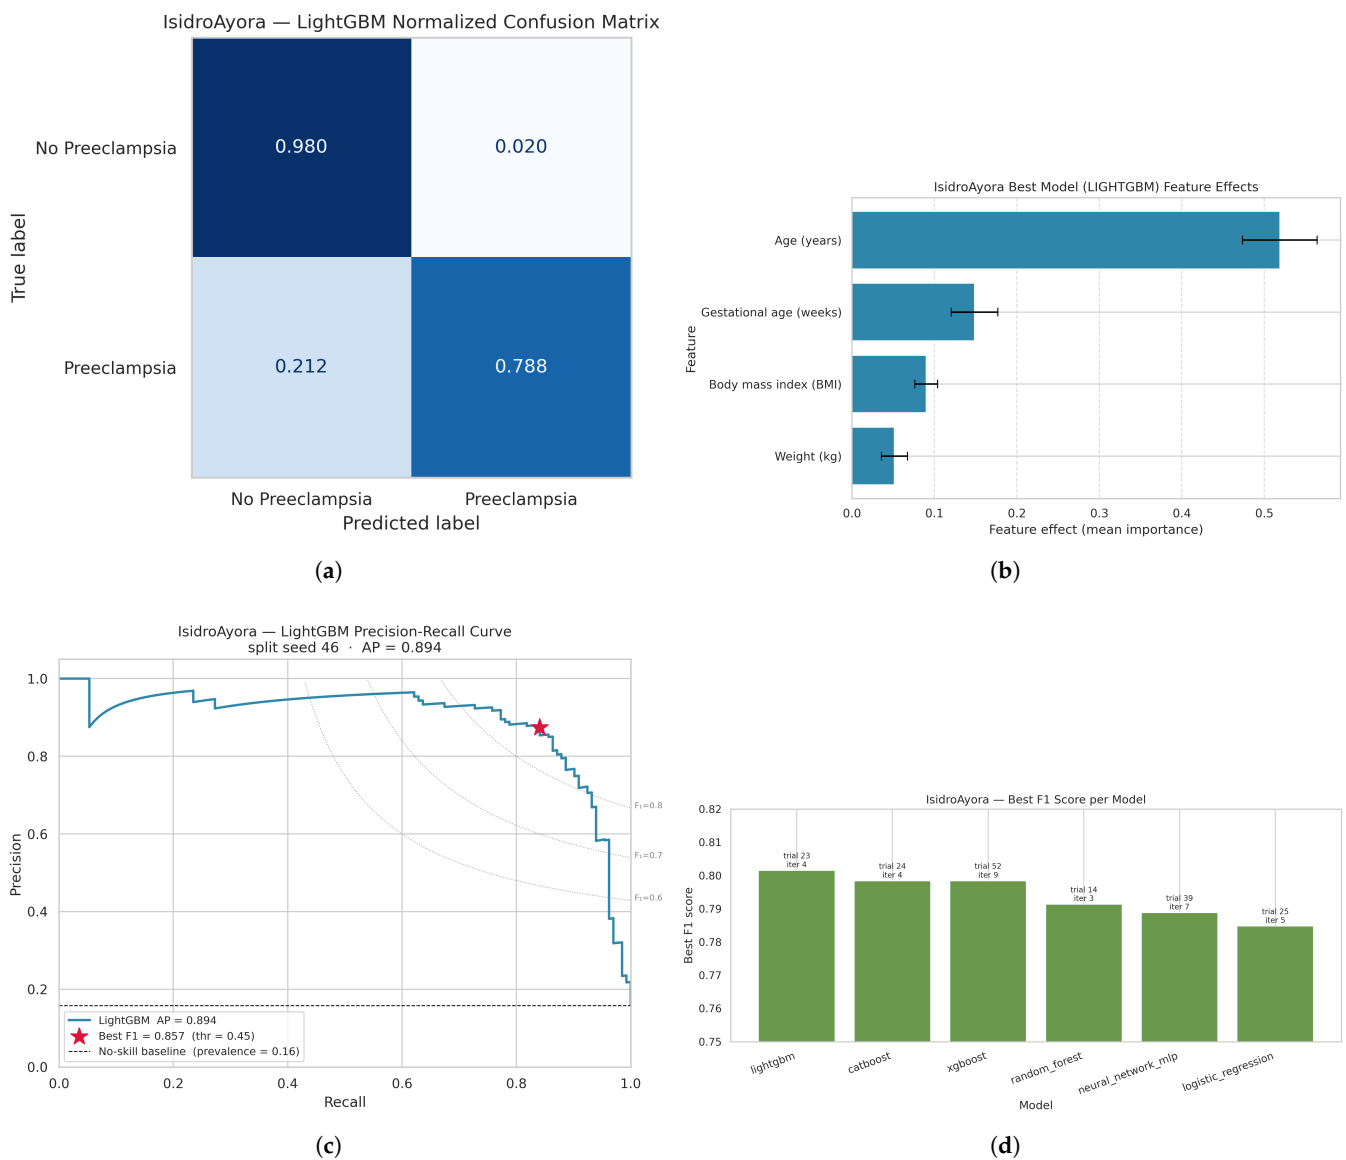 IsidroAyora — LightGBM Normalized Confusion Matrix
True label
No Preeclampsia
0.980
0.020
Preeclampsia
0.212
0.788
No Preeclampsia
Preeclampsia
Predicted label
(a)
IsidroAyora Best Model (LIGHTGBM) Feature Effects
Feature
Age (years)
Gestational age (weeks)
Body mass index (BMI)
Weight (kg)
0.0 0.1 0.2 0.3 0.4 0.5
Feature effect (mean importance)
(b)
IsidroAyora — LightGBM Precision-Recall Curve
split seed 46 · AP = 0.894
Precision
1.0
0.8
0.6
0.4
0.2
0.0
F₁=0.8
F₁=0.7
F₁=0.6
LightGBM AP = 0.894
Best F1 = 0.857 (thr = 0.45)
No-skill baseline (prevalence = 0.16)
0.0 0.2 0.4 0.6 0.8 1.0
Recall
(c)
IsidroAyora — Best F1 Score per Model
Best F1 score
0.82
0.81
0.80
0.79
0.78
0.77
0.76
0.75
trial 23
iter 4
trial 24
iter 4
trial 52
iter 9
trial 14
iter 3
trial 39
iter 7
trial 25
iter 5
lightgbm
catboost
xgboost
random_forest
neural_network_mlp
logistic_regression
Model
(d)